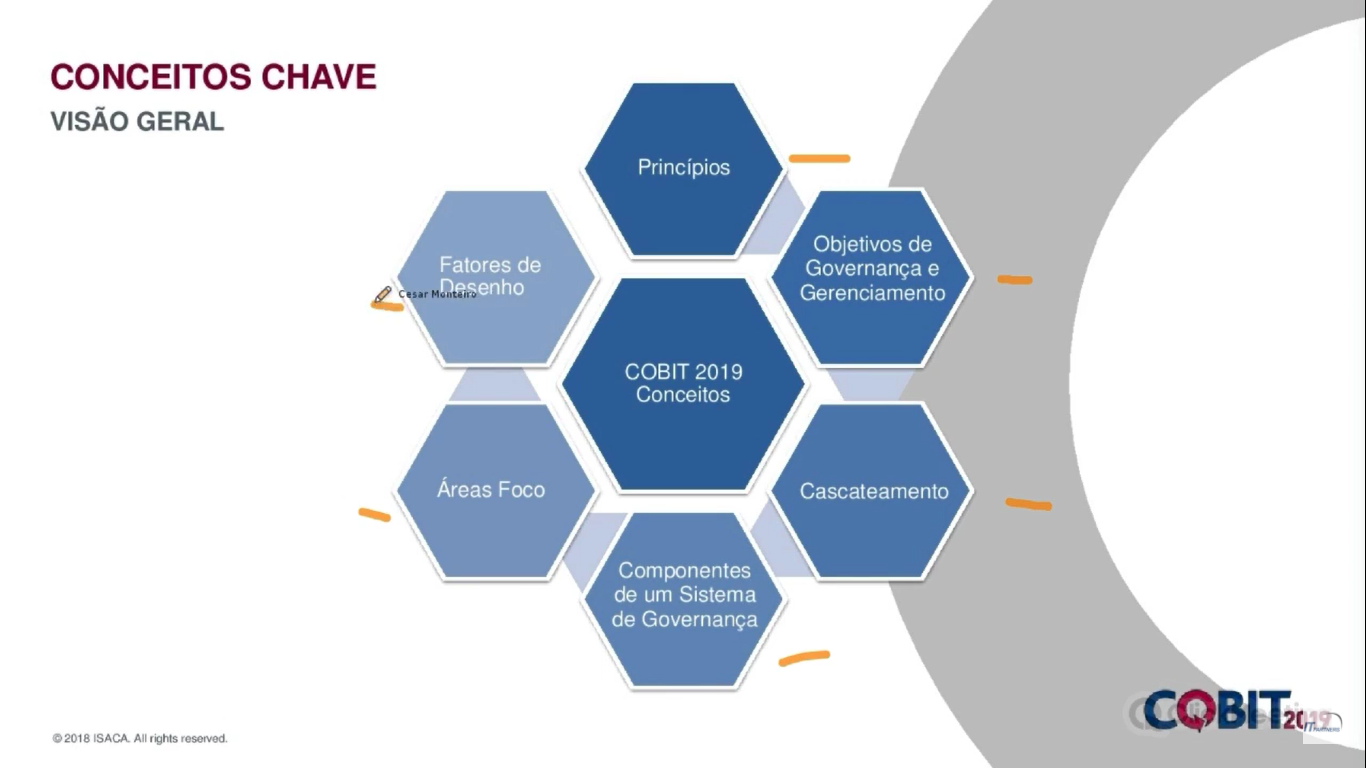 CONCEITOS CHAVE
VISÃO GERAL
Princípios
Objetivos de
Governança e
Gerenciamento
Cascateamento
Componentes
de um Sistema
de Governança
Áreas Foco
Fatores de
Desenho
Cesar Monteiro
COBIT 2019
Conceitos
© 2018 ISACA. All rights reserved.
COBIT 2019